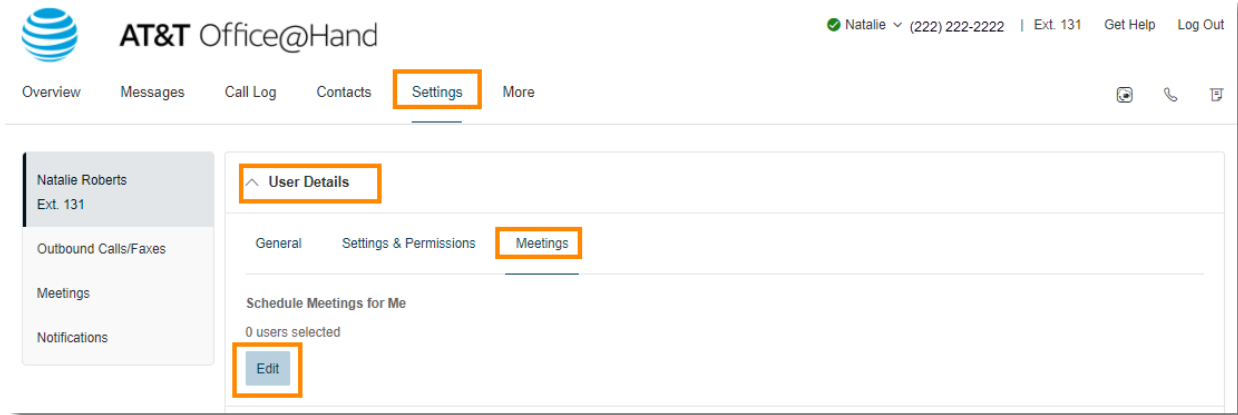 AT&T Office@Hand
Natalie (222) 222-2222 | Ext. 131 Get Help Log Out
Overview Messages Call Log Contacts Settings More
Natalie Roberts
Ext. 131
Outbound Calls/Faxes
Meetings
Notifications
User Details
General Settings & Permissions Meetings
Schedule Meetings for Me
0 users selected
Edit